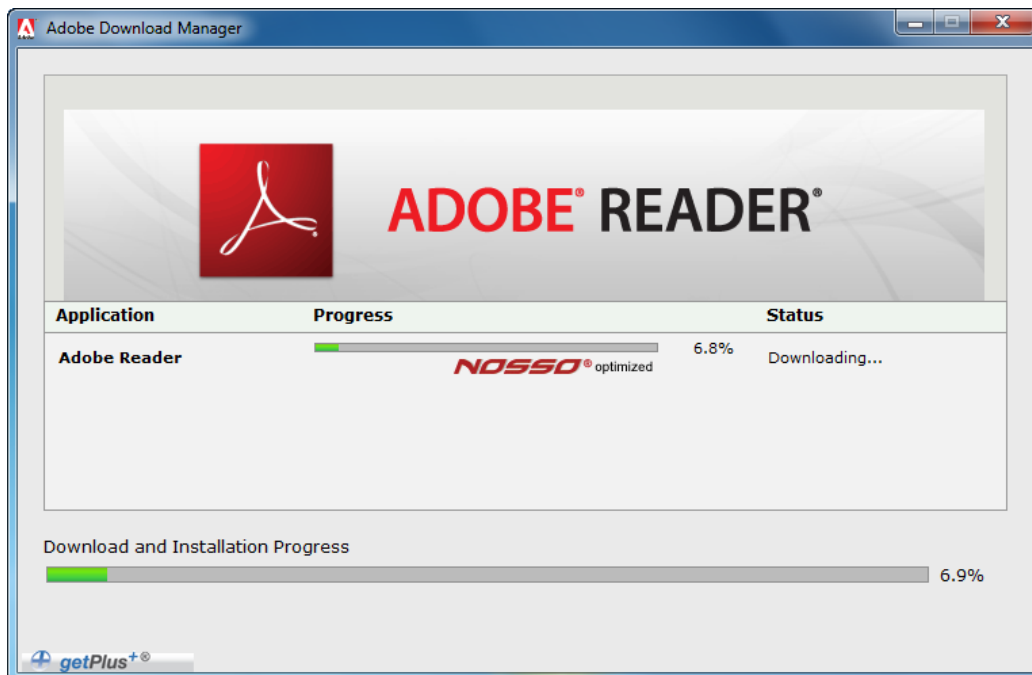 Adobe Download Manager
ADOBE® READER®
Application Progress Status
Adobe Reader 6.8% Downloading...
NOSSO® optimized
Download and Installation Progress
6.9%
getPlus+®